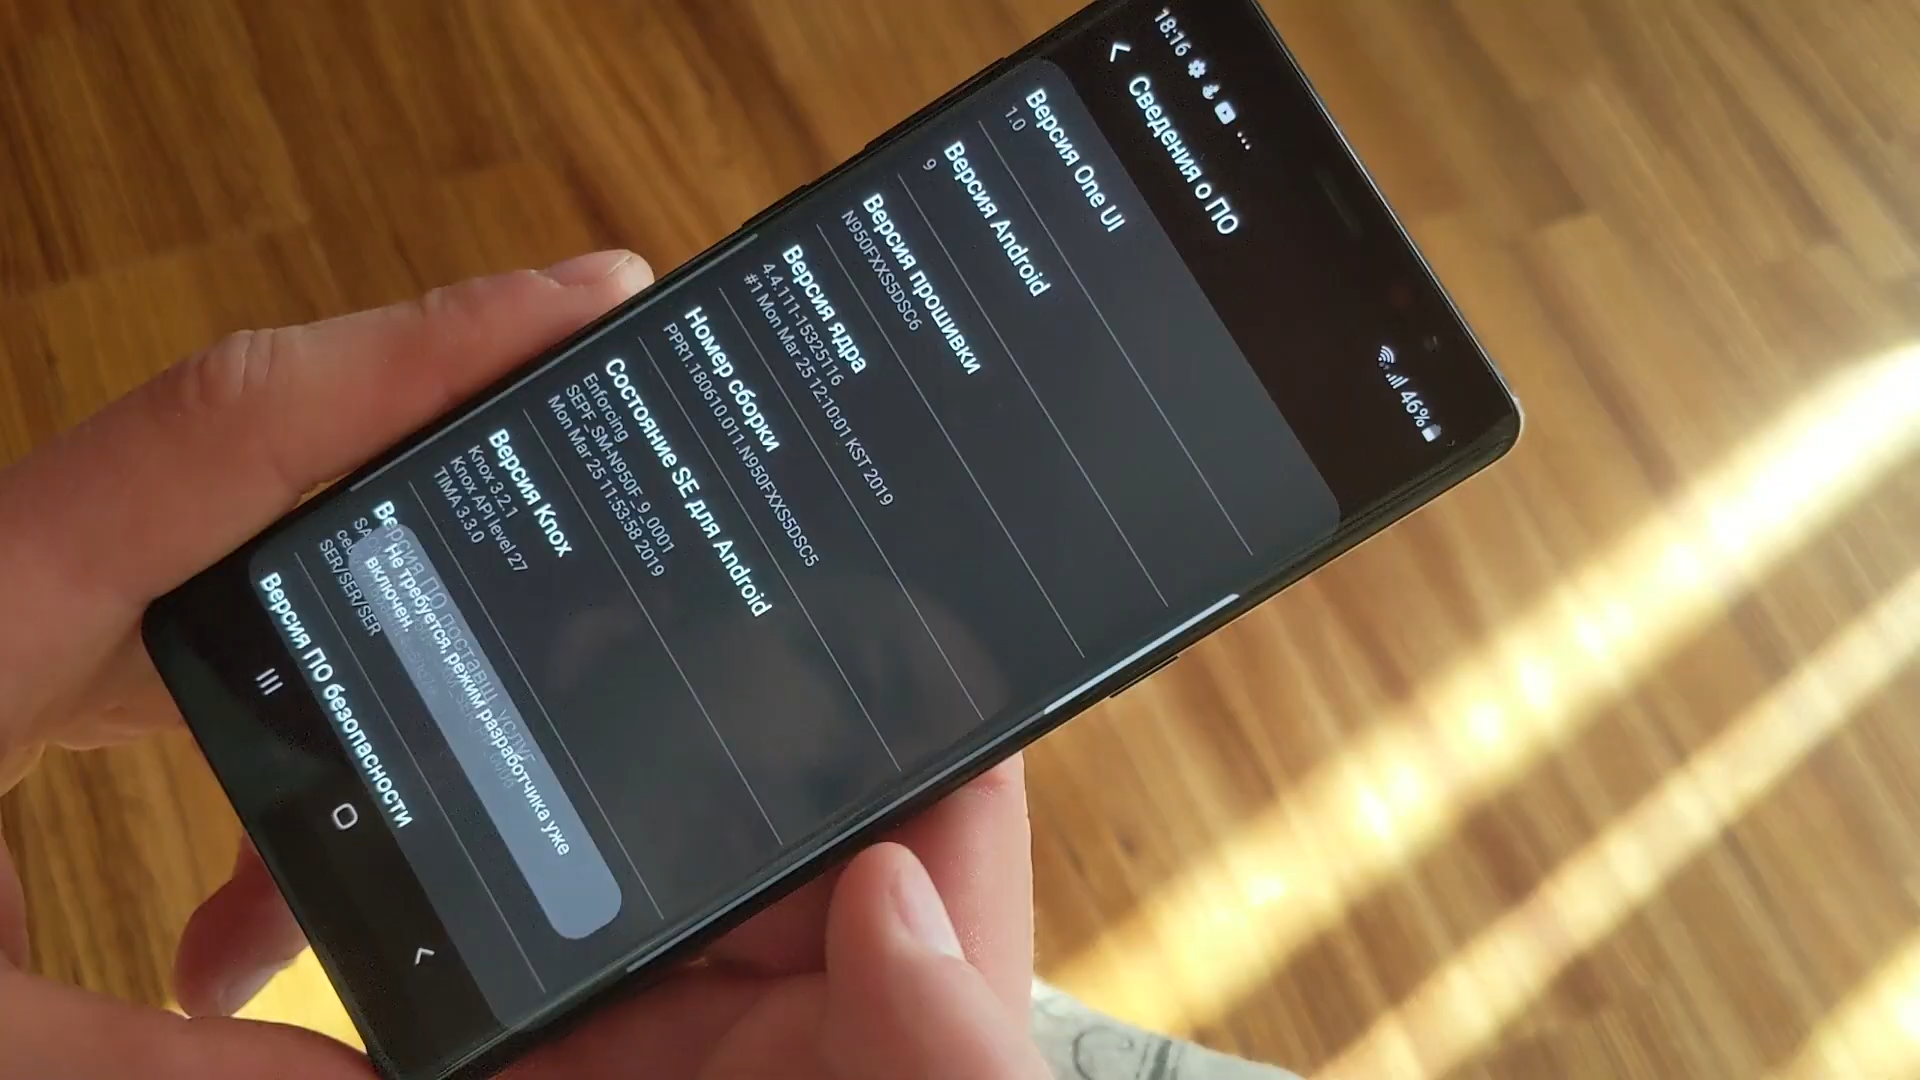 18:16
46%
Сведения о ПО
Версия One UI
1.0
Версия Android
9
Версия прошивки
N950FXXS5DSC6
Версия ядра
4.4.111-15325116
#1 Mon Mar 25 12:10:01 KST 2019
Номер сборки
PPR1.180610.011.N950FXXS5DSC5
Состояние SE для Android
Enforcing
SEPF_SM-N950F_9_0001
Mon Mar 25 11:53:58 2019
Версия Knox
Knox 3.2.1
Knox API level 27
TIMA 3.3.0
Версия ПО поставщ. услуг
SER/SER/SER
Не требуется, режим разработчика уже
включен.
Версия ПО безопасности